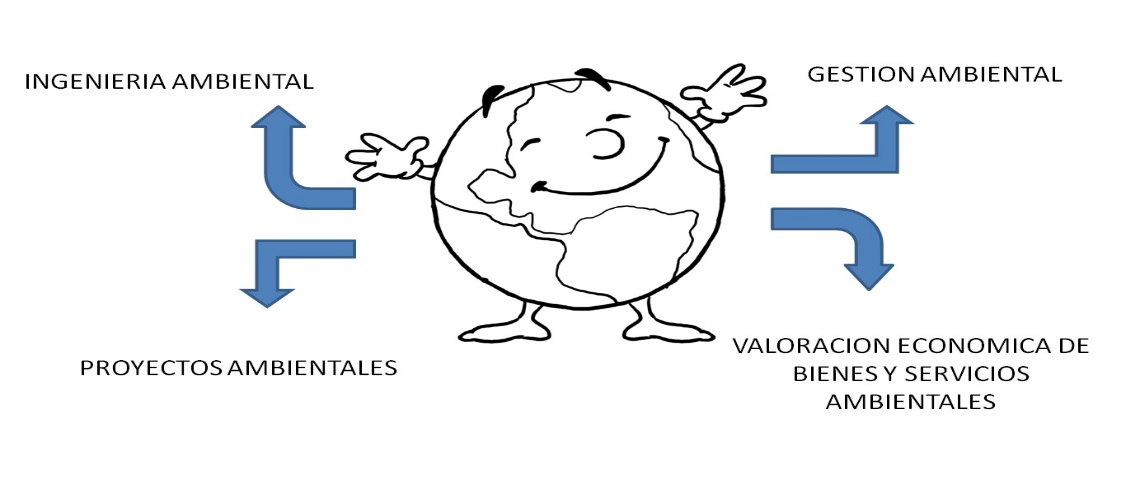 INGENIERIA AMBIENTAL
GESTION AMBIENTAL
PROYECTOS AMBIENTALES
VALORACION ECONOMICA DE
BIENES Y SERVICIOS
AMBIENTALES